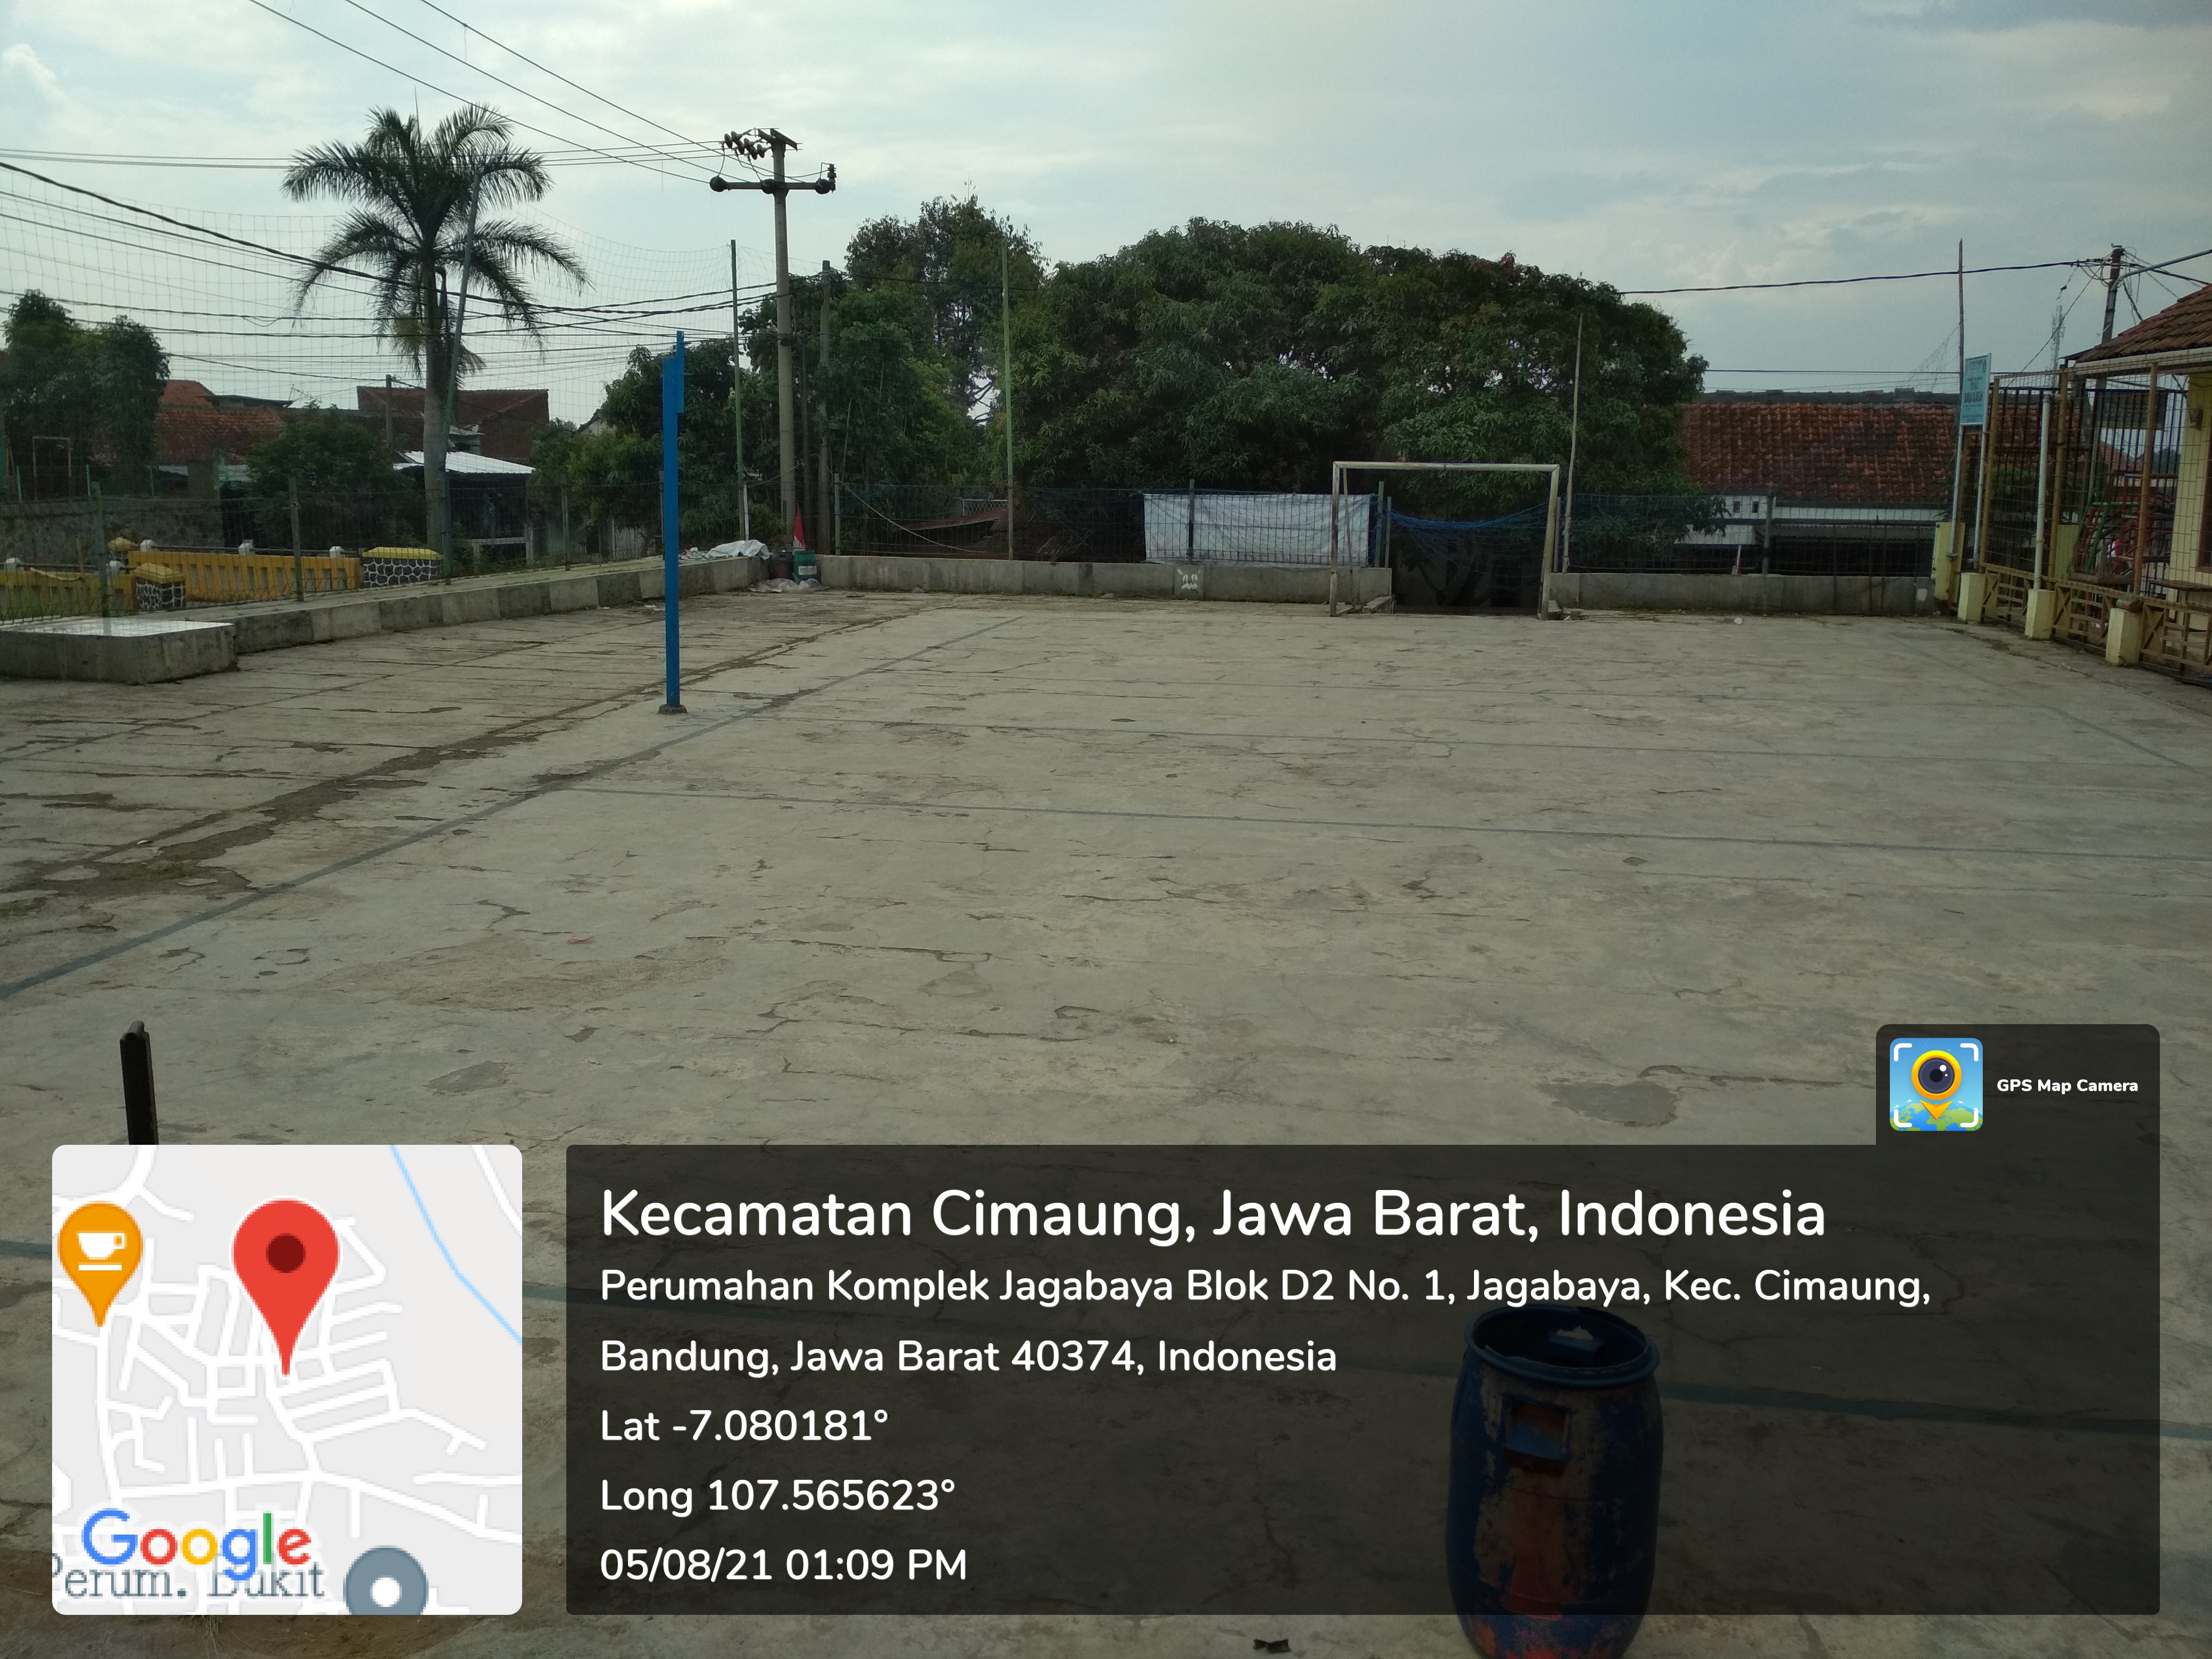 GPS Map Camera
Kecamatan Cimaung, Jawa Barat, Indonesia
Perumahan Komplek Jagabaya Blok D2 No. 1, Jagabaya, Kec. Cimaung,
Bandung, Jawa Barat 40374, Indonesia
Lat -7.080181°
Long 107.565623°
05/08/21 01:09 PM
Google
Perum. Bukit